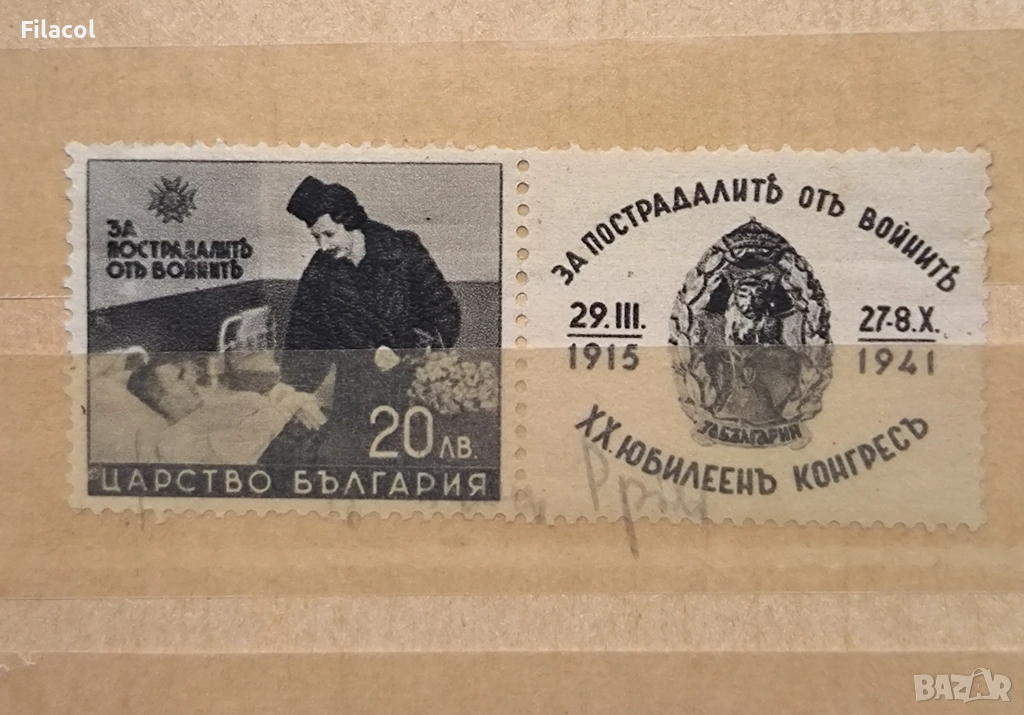 Filacol
ЗА
ПОСТРАДАЛИТѢ
ОТЪ ВОЙНИТѢ
20 ЛВ.
ЦАРСТВО БЪЛГАРИЯ
ЗА ПОСТРАДАЛИТѢ ОТЪ ВОЙНИТѢ
29.III.
1915
27-8.X.
1941
ЗА БЪЛГАРИЯ
XX. ЮБИЛЕЕНЪ КОНГРЕСЪ
BAZAR